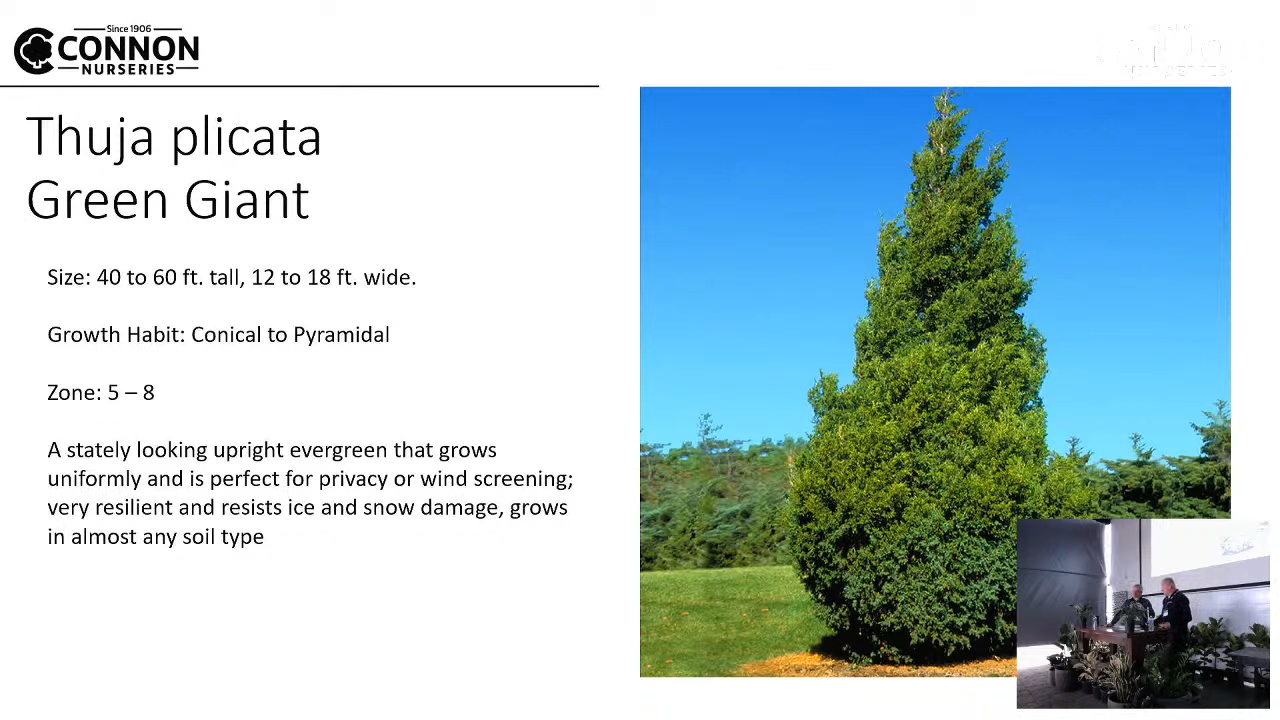 Since 1906
CONNON
NURSERIES
Thuja plicata
Green Giant
Size: 40 to 60 ft. tall, 12 to 18 ft. wide.
Growth Habit: Conical to Pyramidal
Zone: 5 – 8
A stately looking upright evergreen that grows
uniformly and is perfect for privacy or wind screening;
very resilient and resists ice and snow damage, grows
in almost any soil type